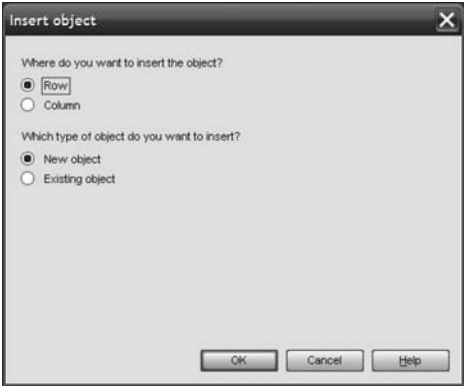 Insert object
Where do you want to insert the object?
Row
Column
Which type of object do you want to insert?
New object
Existing object
OK Cancel Help